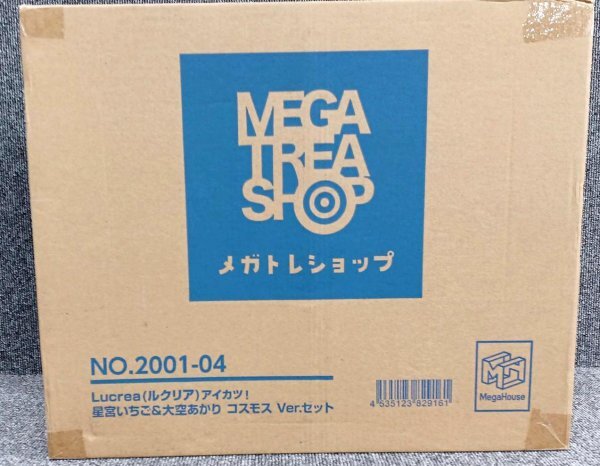 MEGA
TREA
SHOP
メガトレショップ
NO.2001-04
Lucrea(ルクリア)アイカツ!
星宮いちご&大空あかり コスモス Ver.セット
4 535123 829161
MegaHouse